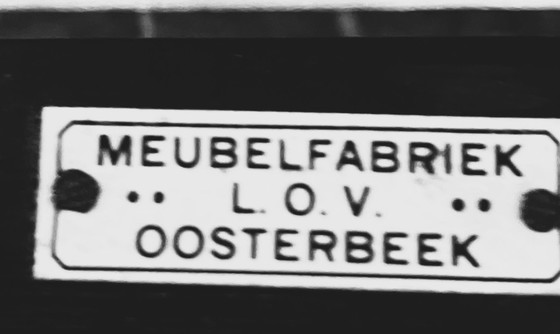 MEUBELFABRIEK
·· L. O. V. ··
OOSTERBEEK